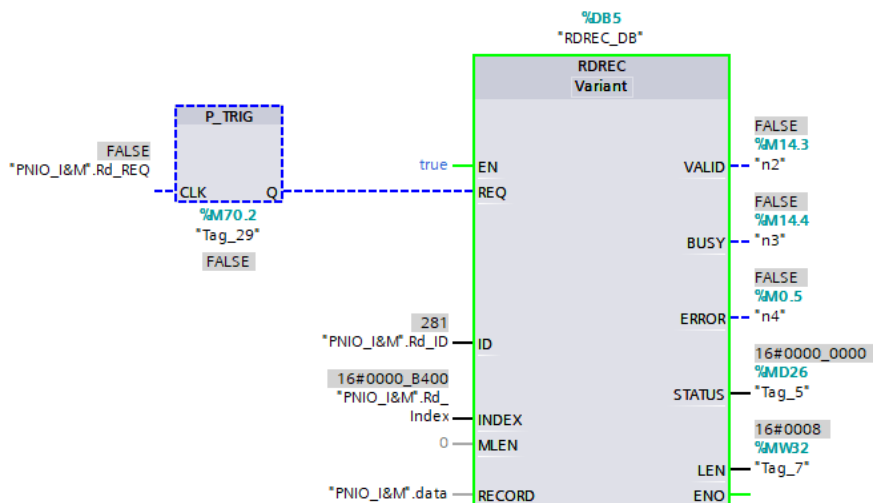 %DB5
"RDREC_DB"
RDREC
Variant
P_TRIG
FALSE
"PNIO_I&M".Rd_REQ
CLK
Q
%M70.2
"Tag_29"
FALSE
true
EN
REQ
281
"PNIO_I&M".Rd_ID
ID
16#0000_B400
"PNIO_I&M".Rd_
Index
INDEX
0
MLEN
"PNIO_I&M".data
RECORD
FALSE
%M14.3
VALID
"n2"
FALSE
%M14.4
BUSY
"n3"
FALSE
%M0.5
ERROR
"n4"
16#0000_0000
%MD26
STATUS
"Tag_5"
16#0008
%MW32
LEN
"Tag_7"
ENO